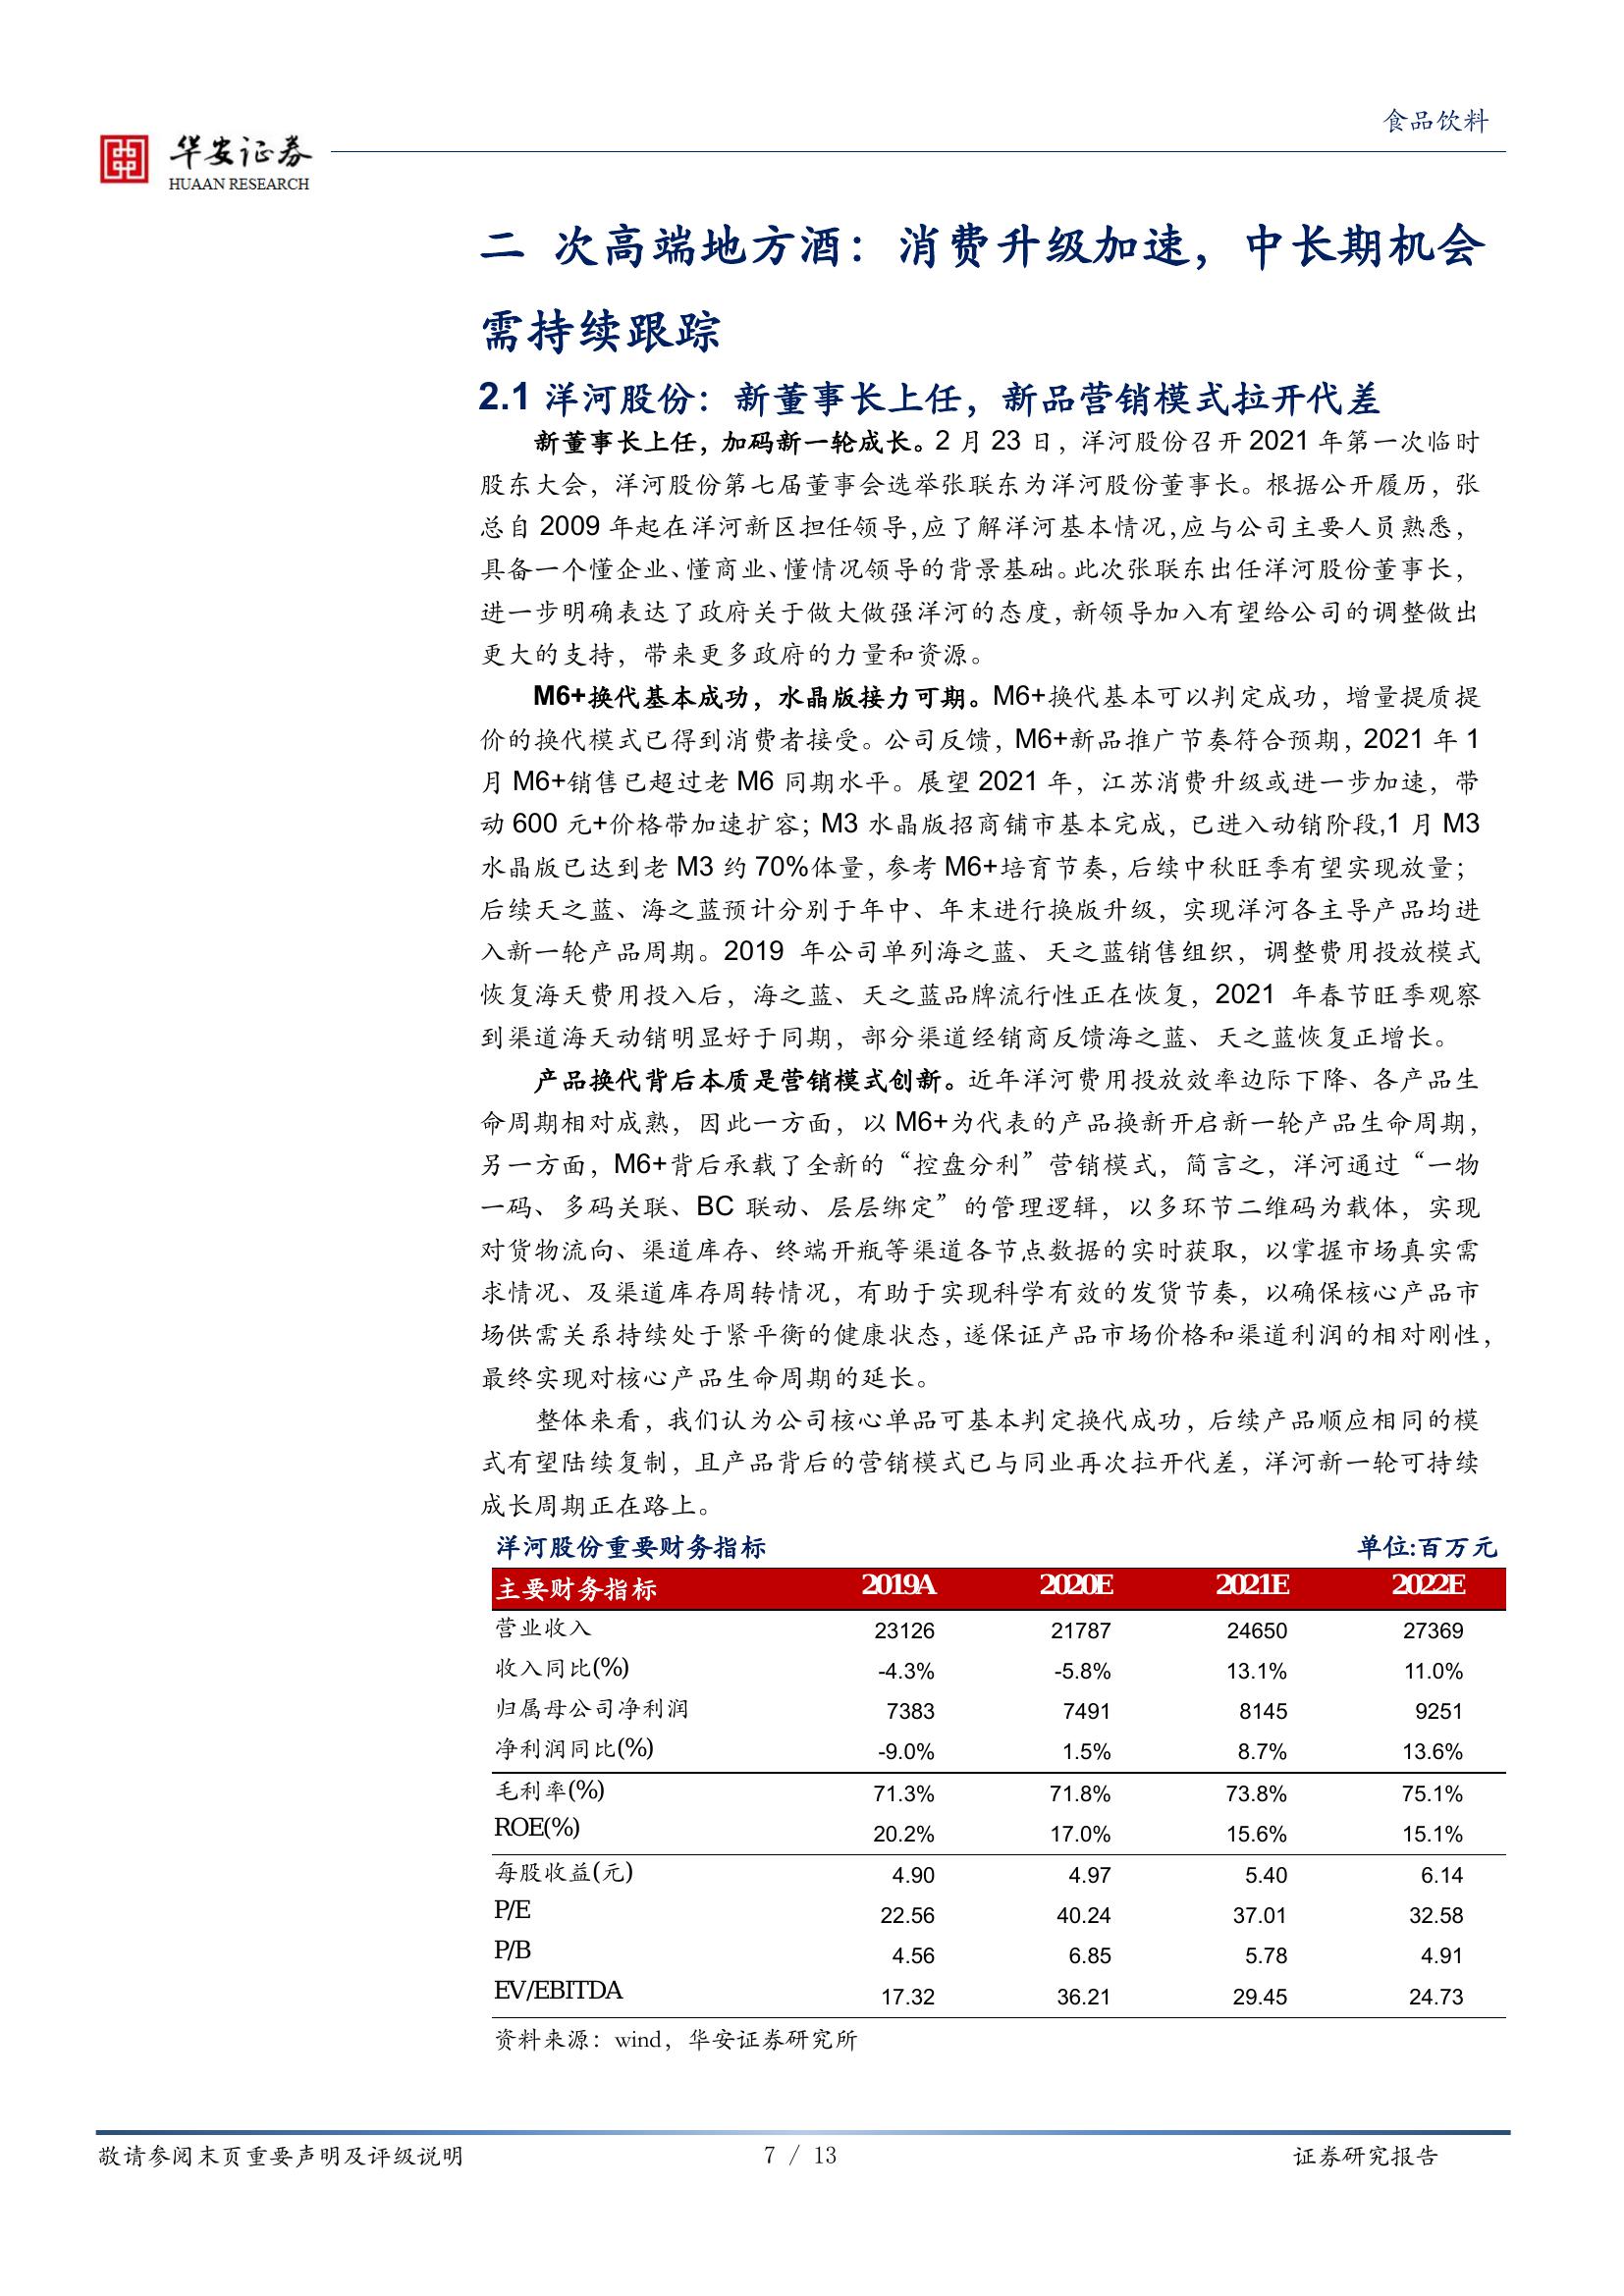 食品饮料
华安证券
HUAAN RESEARCH
二 次高端地方酒：消费升级加速，中长期机会
需持续跟踪
2.1 洋河股份：新董事长上任，新品营销模式拉开代差
新董事长上任，加码新一轮成长。2 月 23 日，洋河股份召开 2021 年第一次临时
股东大会，洋河股份第七届董事会选举张联东为洋河股份董事长。根据公开履历，张
总自 2009 年起在洋河新区担任领导,应了解洋河基本情况,应与公司主要人员熟悉，
具备一个懂企业、懂商业、懂情况领导的背景基础。此次张联东出任洋河股份董事长，
进一步明确表达了政府关于做大做强洋河的态度，新领导加入有望给公司的调整做出
更大的支持，带来更多政府的力量和资源。
M6+换代基本成功，水晶版接力可期。M6+换代基本可以判定成功，增量提质提
价的换代模式已得到消费者接受。公司反馈，M6+新品推广节奏符合预期，2021 年 1
月 M6+销售已超过老 M6 同期水平。展望 2021 年，江苏消费升级或进一步加速，带
动 600 元+价格带加速扩容；M3 水晶版招商铺市基本完成，已进入动销阶段,1 月 M3
水晶版已达到老 M3 约 70%体量，参考 M6+培育节奏，后续中秋旺季有望实现放量；
后续天之蓝、海之蓝预计分别于年中、年末进行换版升级，实现洋河各主导产品均进
入新一轮产品周期。2019 年公司单列海之蓝、天之蓝销售组织，调整费用投放模式
恢复海天费用投入后，海之蓝、天之蓝品牌流行性正在恢复，2021 年春节旺季观察
到渠道海天动销明显好于同期，部分渠道经销商反馈海之蓝、天之蓝恢复正增长。
产品换代背后本质是营销模式创新。近年洋河费用投放效率边际下降、各产品生
命周期相对成熟，因此一方面，以 M6+为代表的产品换新开启新一轮产品生命周期，
另一方面，M6+背后承载了全新的“控盘分利”营销模式，简言之，洋河通过“一物
一码、多码关联、BC 联动、层层绑定”的管理逻辑，以多环节二维码为载体，实现
对货物流向、渠道库存、终端开瓶等渠道各节点数据的实时获取，以掌握市场真实需
求情况、及渠道库存周转情况，有助于实现科学有效的发货节奏，以确保核心产品市
场供需关系持续处于紧平衡的健康状态，遂保证产品市场价格和渠道利润的相对刚性，
最终实现对核心产品生命周期的延长。
整体来看，我们认为公司核心单品可基本判定换代成功，后续产品顺应相同的模
式有望陆续复制，且产品背后的营销模式已与同业再次拉开代差，洋河新一轮可持续
成长周期正在路上。
洋河股份重要财务指标 单位:百万元
主要财务指标 2019A 2020E 2021E 2022E
营业收入 23126 21787 24650 27369
收入同比(%) -4.3% -5.8% 13.1% 11.0%
归属母公司净利润 7383 7491 8145 9251
净利润同比(%) -9.0% 1.5% 8.7% 13.6%
毛利率(%) 71.3% 71.8% 73.8% 75.1%
ROE(%) 20.2% 17.0% 15.6% 15.1%
每股收益(元) 4.90 4.97 5.40 6.14
P/E 22.56 40.24 37.01 32.58
P/B 4.56 6.85 5.78 4.91
EV/EBITDA 17.32 36.21 29.45 24.73
资料来源：wind，华安证券研究所
敬请参阅末页重要声明及评级说明 7 / 13 证券研究报告